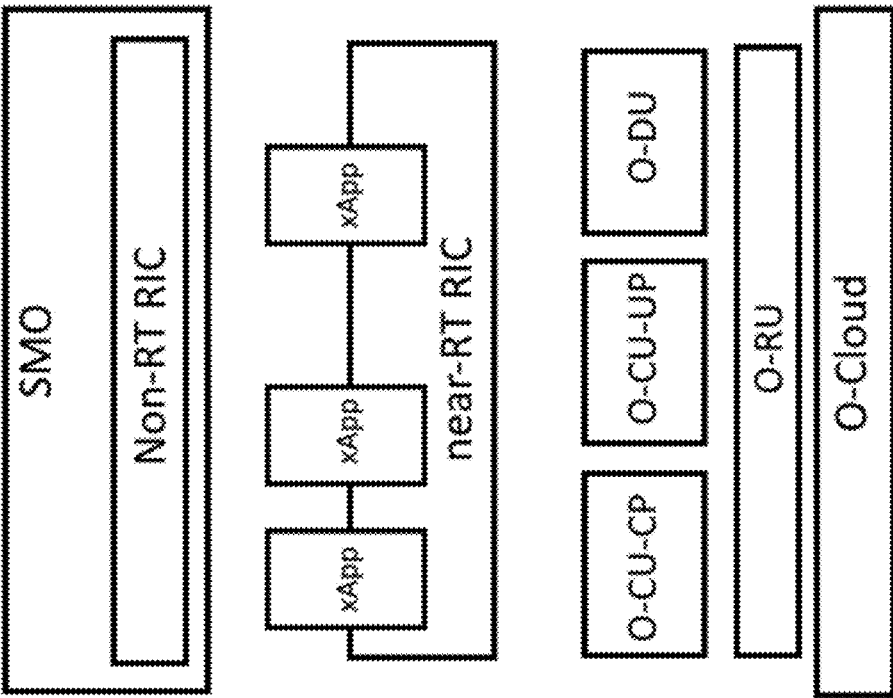 SMO
Non-RT RIC
xApp
xApp
xApp
near-RT RIC
O-CU-CP
O-CU-UP
O-DU
O-RU
O-Cloud